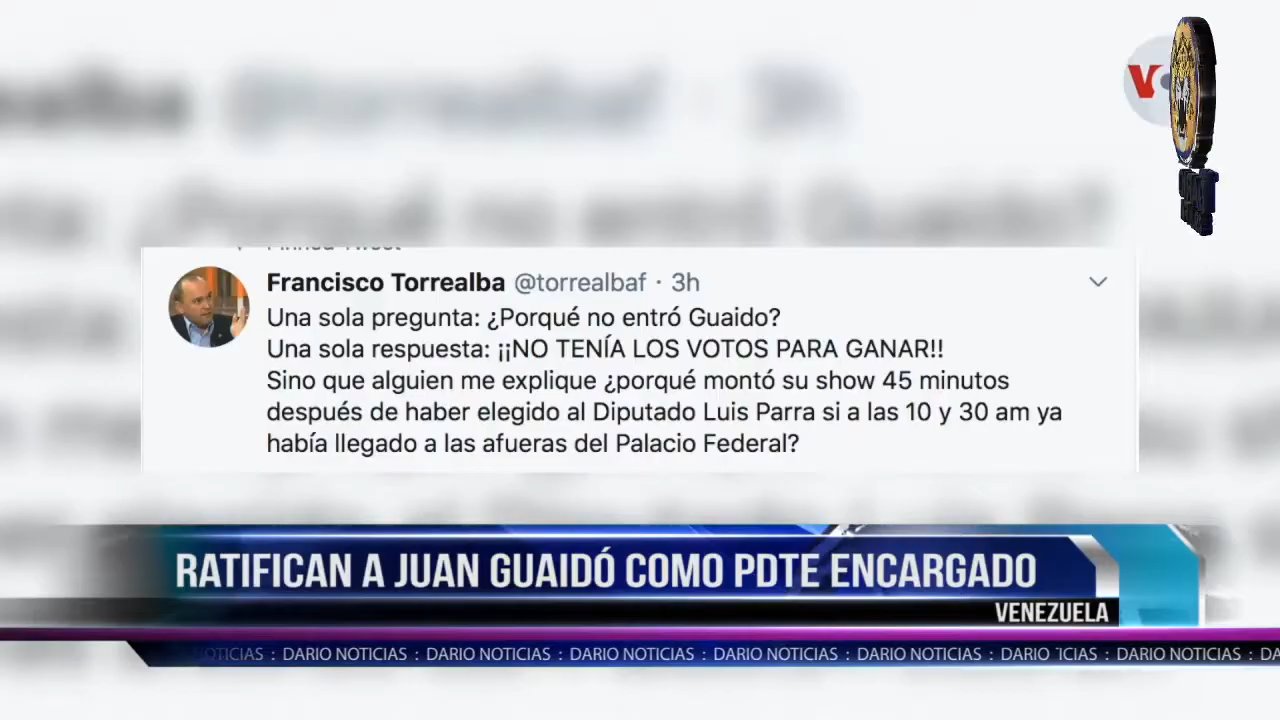 Francisco Torrealba @torrealbaf · 3h
Una sola pregunta: ¿Porqué no entró Guaido?
Una sola respuesta: ¡¡NO TENÍA LOS VOTOS PARA GANAR!!
Sino que alguien me explique ¿porqué montó su show 45 minutos
después de haber elegido al Diputado Luis Parra si a las 10 y 30 am ya
había llegado a las afueras del Palacio Federal?
RATIFICAN A JUAN GUAIDÓ COMO PDTE ENCARGADO
VENEZUELA
OTICIAS : DARIO NOTICIAS : DARIO NOTICIAS : DARIO NOTICIAS : DARIO NOTICIAS : DARIO NOTICIAS : DARIO ICIAS : DARIO NOTICIAS : DA